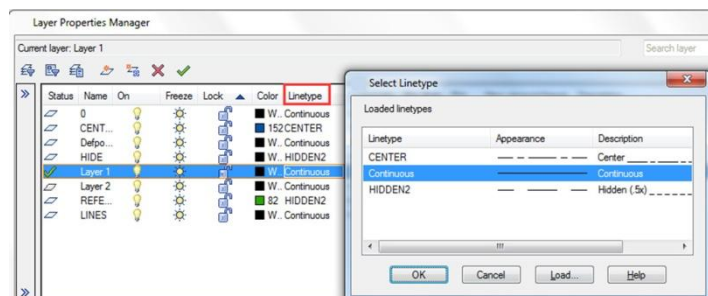 Layer Properties Manager
Current layer: Layer 1
Search layer
Status Name On Freeze Lock Color Linetype
0 W.. Continuous
CENT... 152 CENTER
Defpo... W.. Continuous
HIDE W.. HIDDEN2
Layer 1 W.. Continuous
Layer 2 W.. Continuous
REFE... 82 HIDDEN2
LINES W.. Continuous
Select Linetype
Loaded linetypes
Linetype Appearance Description
CENTER Center
Continuous Continuous
HIDDEN2 Hidden (.5x)
OK Cancel Load... Help